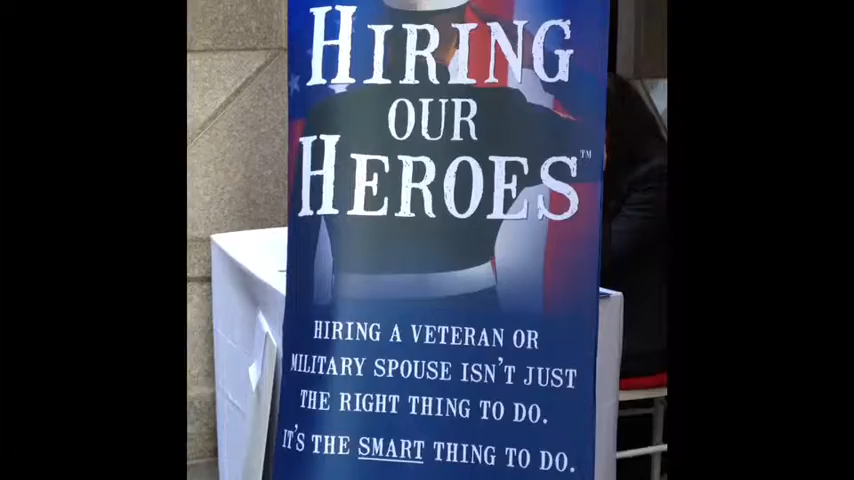 HIRING
OUR
HEROES™
HIRING A VETERAN OR
MILITARY SPOUSE ISN'T JUST
THE RIGHT THING TO DO.
IT'S THE SMART THING TO DO.